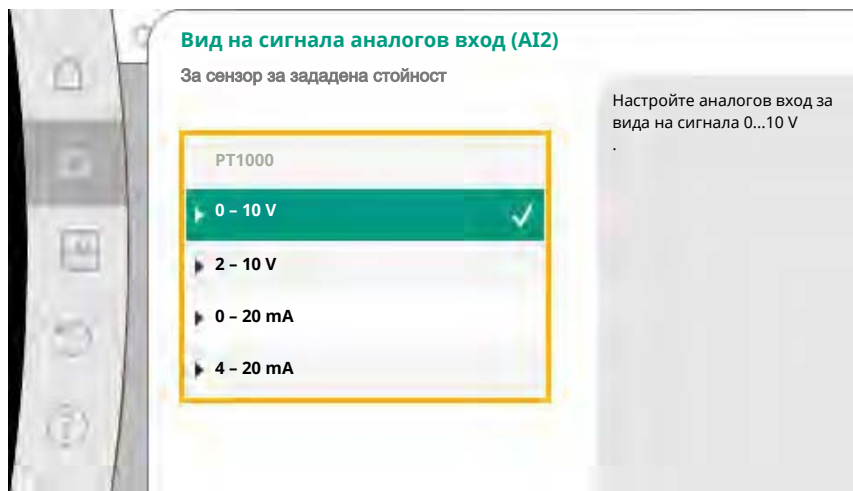 Вид на сигнала аналогов вход (AI2)
За сензор за зададена стойност
PT1000
0 – 10 V
2 – 10 V
0 – 20 mA
4 – 20 mA
Настройте аналогов вход за
вида на сигнала 0...10 V
.